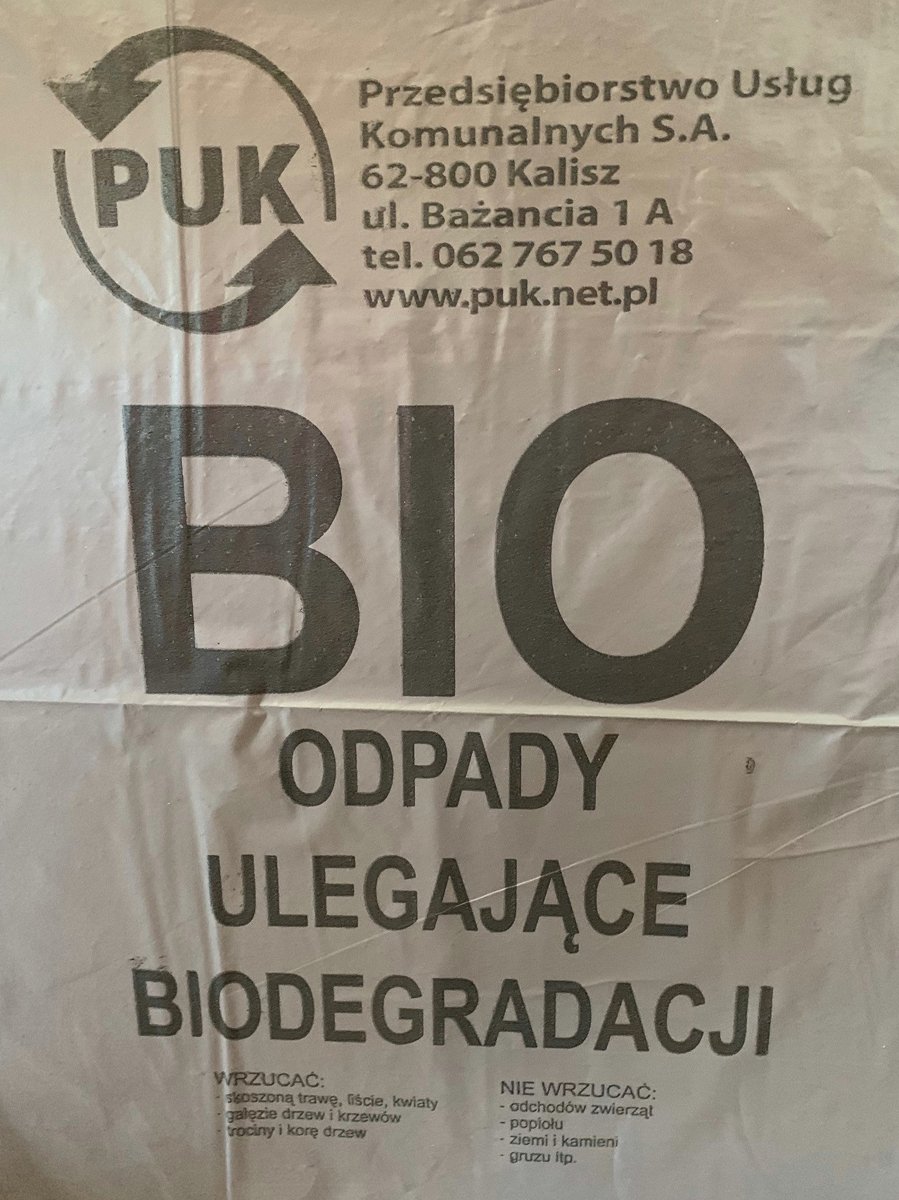 PUK
Przedsiębiorstwo Usług
Komunalnych S.A.
62-800 Kalisz
ul. Bażancia 1 A
tel. 062 767 50 18
www.puk.net.pl
BIO
ODPADY
ULEGAJĄCE
BIODEGRADACJI
WRZUCAĆ:
- skoszoną trawę, liście, kwiaty
- gałęzie drzew i krzewów
- trociny i korę drzew
NIE WRZUCAĆ:
- odchodów zwierząt
- popiołu
- ziemi i kamieni
- gruzu itp.